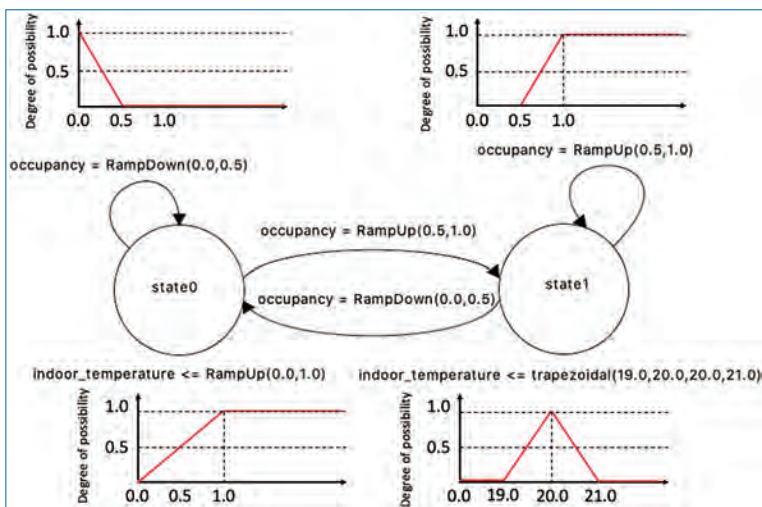 Degree of possibility
1.0
0.5
0.0 0.5 1.0
Degree of possibility
1.0
0.5
0.0 0.5 1.0
occupancy = RampDown(0.0,0.5)
occupancy = RampUp(0.5,1.0)
occupancy = RampUp(0.5,1.0)
state0
state1
occupancy = RampDown(0.0,0.5)
indoor_temperature <= RampUp(0.0,1.0)
indoor_temperature <= trapezoidal(19.0,20.0,20.0,21.0)
Degree of possibility
1.0
0.5
0.0 0.5 1.0
Degree of possibility
1.0
0.5
0.0 19.0 20.0 21.0